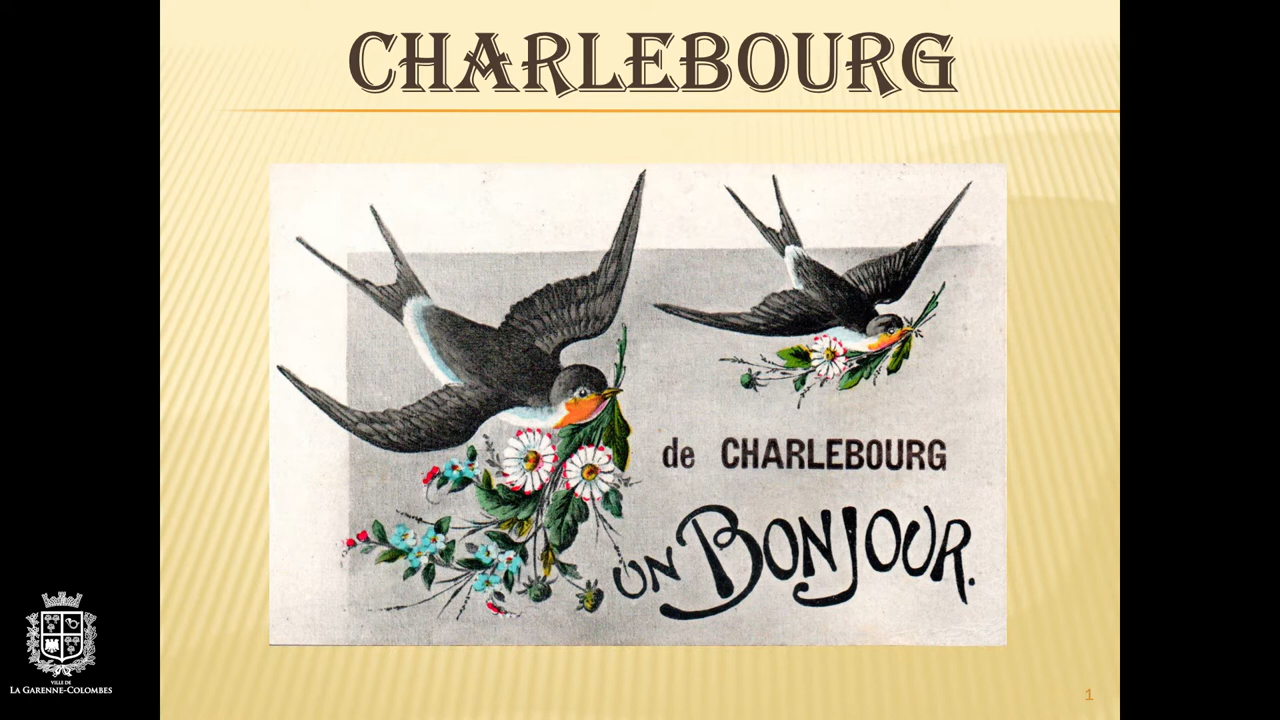 CHARLEBOURG
de CHARLEBOURG
UN BONJOUR.
VILLE DE
LA GARENNE-COLOMBES
1